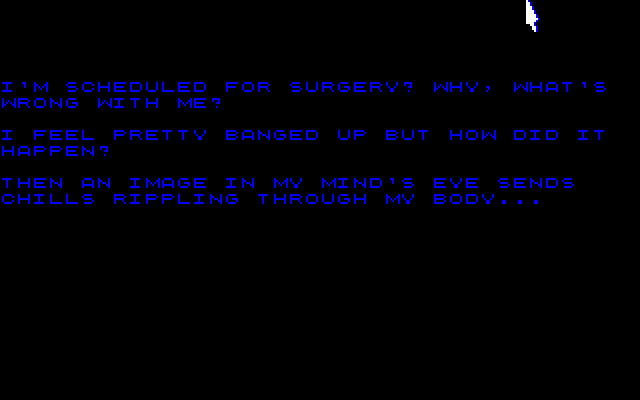 I'M SCHEDULED FOR SURGERY? WHY, WHAT'S
WRONG WITH ME?
I FEEL PRETTY BANGED UP BUT HOW DID IT
HAPPEN?
THEN AN IMAGE IN MY MIND'S EYE SENDS
CHILLS RIPPLING THROUGH MY BODY...